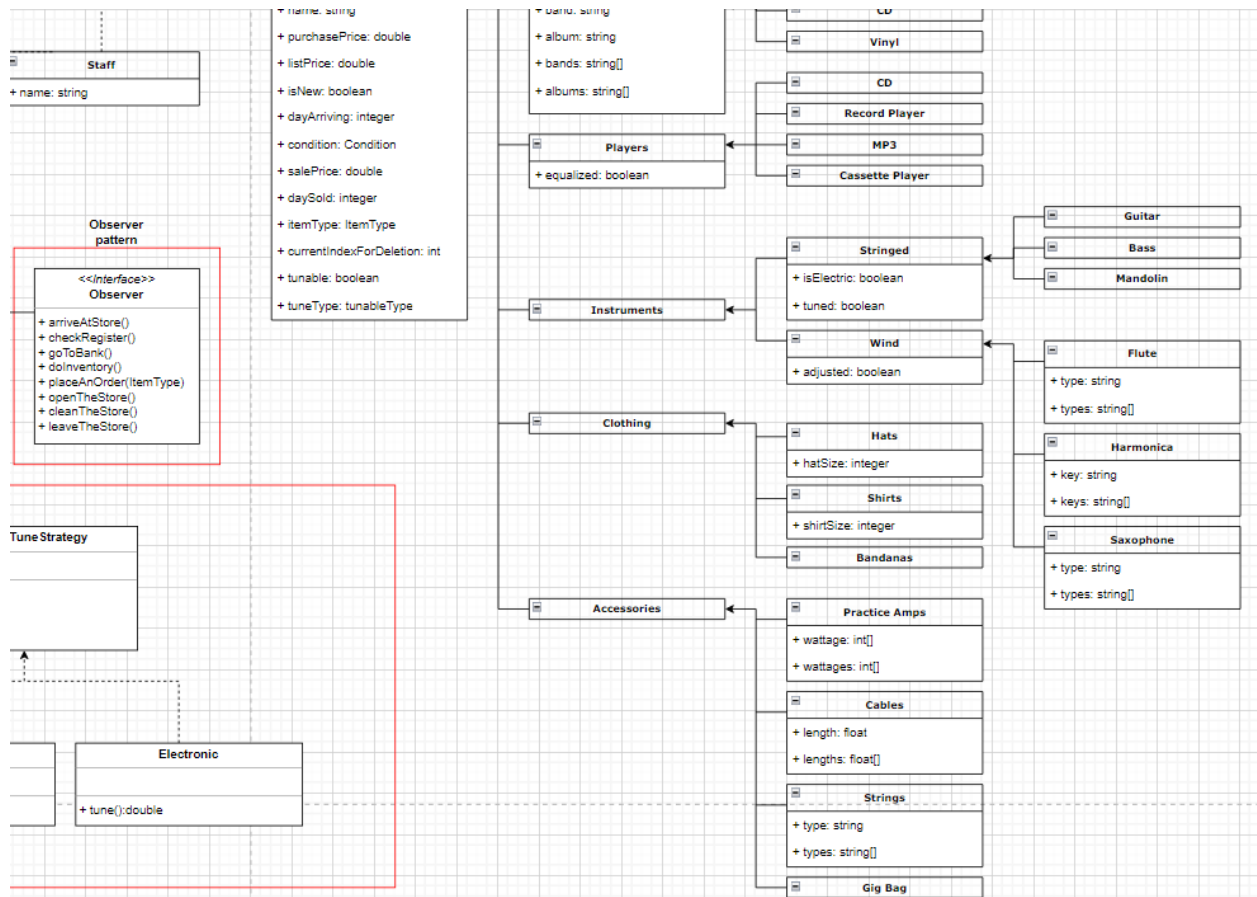 Staff
+ name: string
+ name: string
+ purchasePrice: double
+ listPrice: double
+ isNew: boolean
+ dayArriving: integer
+ condition: Condition
+ salePrice: double
+ daySold: integer
+ itemType: ItemType
+ currentIndexForDeletion: int
+ tunable: boolean
+ tuneType: tunableType
Observer
pattern
<<Interface>>
Observer
+ arriveAtStore()
+ checkRegister()
+ goToBank()
+ doInventory()
+ placeAnOrder(ItemType)
+ openTheStore()
+ cleanTheStore()
+ leaveTheStore()
TuneStrategy
Electronic
+ tune():double
+ band: string
+ album: string
+ bands: string[]
+ albums: string[]
CD
Vinyl
Players
+ equalized: boolean
CD
Record Player
MP3
Cassette Player
Instruments
Stringed
+ isElectric: boolean
+ tuned: boolean
Guitar
Bass
Mandolin
Wind
+ adjusted: boolean
Flute
+ type: string
+ types: string[]
Harmonica
+ key: string
+ keys: string[]
Saxophone
+ type: string
+ types: string[]
Clothing
Hats
+ hatSize: integer
Shirts
+ shirtSize: integer
Bandanas
Accessories
Practice Amps
+ wattage: int[]
+ wattages: int[]
Cables
+ length: float
+ lengths: float[]
Strings
+ type: string
+ types: string[]
Gig Bag